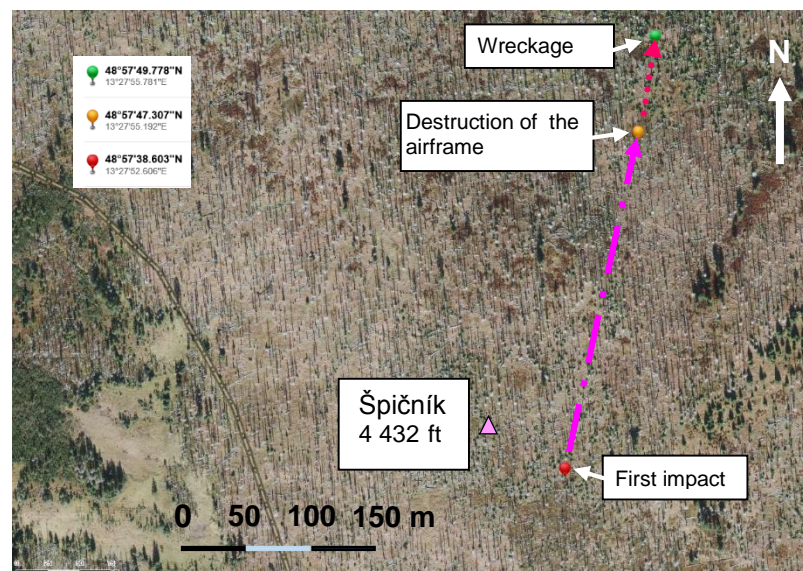 Wreckage
N
48°57'49.778"N
13°27'55.781"E
48°57'47.307"N
13°27'55.192"E
Destruction of the
airframe
48°57'38.603"N
13°27'52.606"E
Špičník
4 432 ft
First impact
0 50 100 150 m